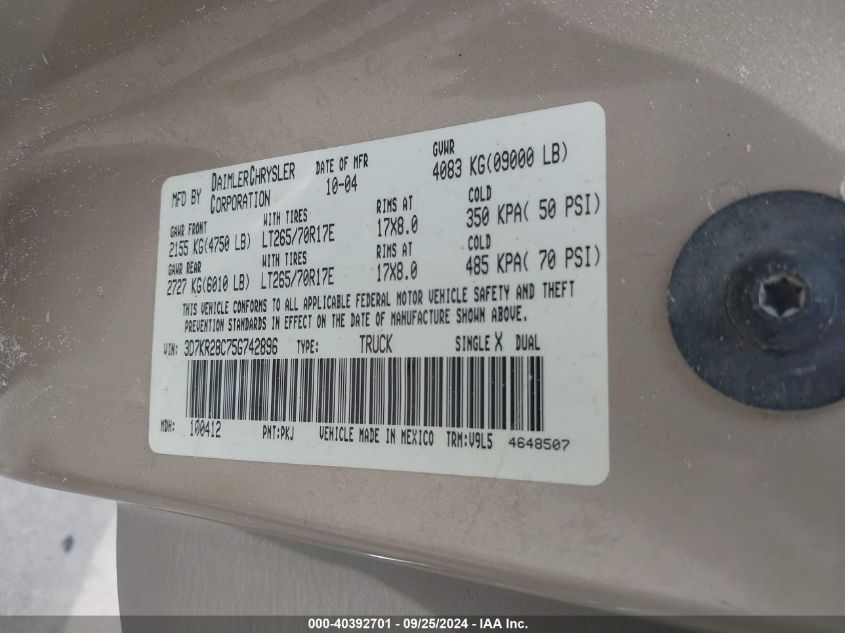 MFD BY DAIMLERCHRYSLER CORPORATION
DATE OF MFR 10-04
GVWR 4083 KG(09000 LB)
GAWR FRONT WITH TIRES RIMS AT COLD
2155 KG(4750 LB) LT265/70R17E 17X8.0 350 KPA( 50 PSI)
GAWR REAR WITH TIRES RIMS AT COLD
2727 KG(6010 LB) LT265/70R17E 17X8.0 485 KPA( 70 PSI)
THIS VEHICLE CONFORMS TO ALL APPLICABLE FEDERAL MOTOR VEHICLE SAFETY AND THEFT
PREVENTION STANDARDS IN EFFECT ON THE DATE OF MANUFACTURE SHOWN ABOVE.
VIN: 3D7KR28C75G742896 TYPE: TRUCK SINGLE X DUAL
MDH: 100412 PNT:PKJ VEHICLE MADE IN MEXICO TRM:V9L5 4648507
000-40392701 - 09/25/2024 - IAA Inc.